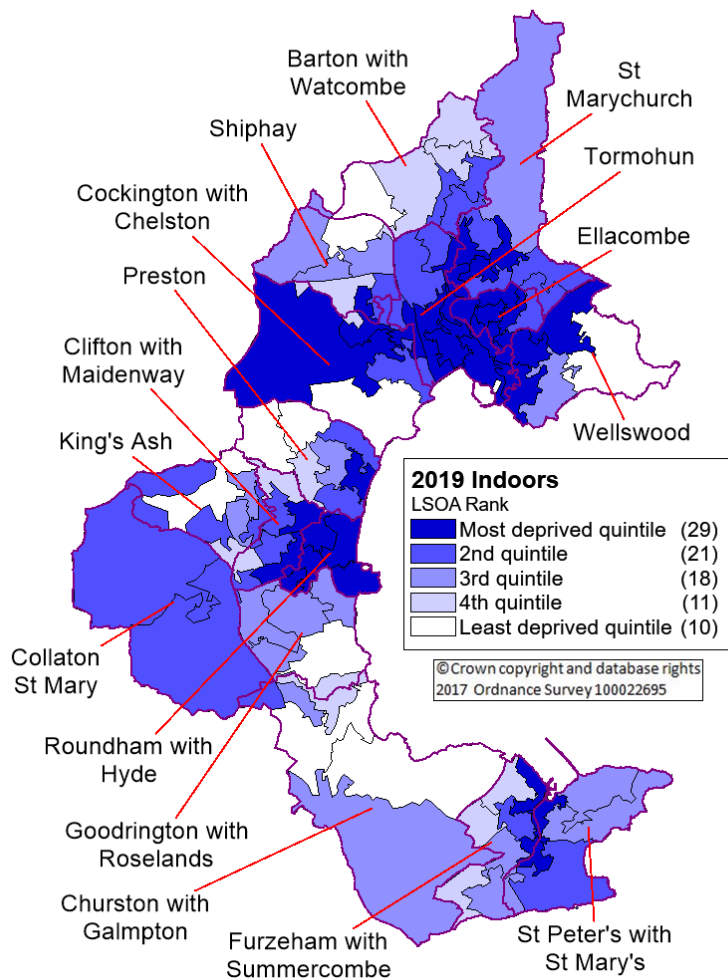 Barton with
Watcombe
St
Marychurch
Shiphay
Tormohun
Cockington with
Chelston
Ellacombe
Preston
Clifton with
Maidenway
King's Ash
Wellswood
2019 Indoors
LSOA Rank
Most deprived quintile (29)
2nd quintile (21)
3rd quintile (18)
4th quintile (11)
Least deprived quintile (10)
©Crown copyright and database rights
2017 Ordnance Survey 100022695
Collaton
St Mary
Roundham with
Hyde
Goodrington with
Roselands
Churston with
Galmpton
Furzeham with
Summercombe
St Peter's with
St Mary's